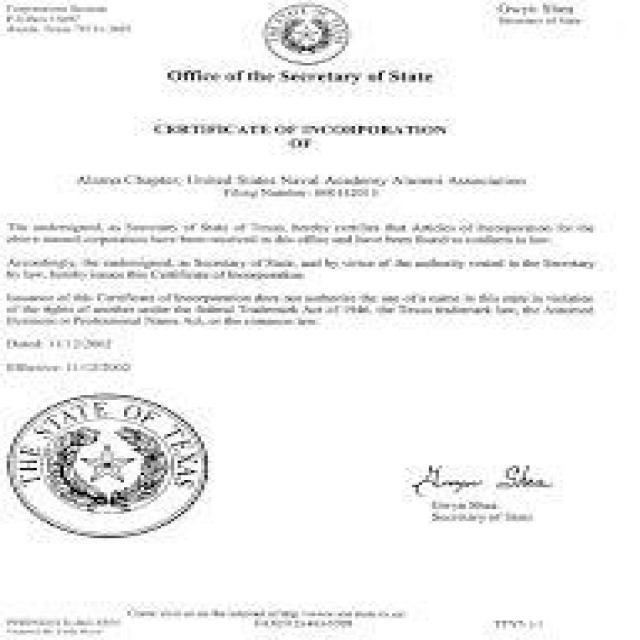 Corporations Section
P.O.Box
Austin, Texas
Gwyn Shea
Secretary of State
Office of the Secretary of State
CERTIFICATE OF INCORPORATION
OF
Alamo Chapter, United States Naval Academy Alumni Association
Filing Number:
The undersigned, as Secretary of State of Texas, hereby certifies that Articles of Incorporation for the
above named corporation have been received in this office and have been found to conform to law.
Accordingly, the undersigned, as Secretary of State, and by virtue of the authority vested in the Secretary
by law, hereby issues this Certificate of Incorporation.
Issuance of this Certificate of Incorporation does not authorize the use of a name in this state in violation
of the rights of another under the federal Trademark Act of 1946, the Texas trademark law, the Assumed
Business or Professional Name Act, or the common law.
Dated: 11/12/2002
Effective: 11/12/2002
THE STATE OF TEXAS
Gwyn Shea
Gwyn Shea
Secretary of State
Come visit us on the internet at